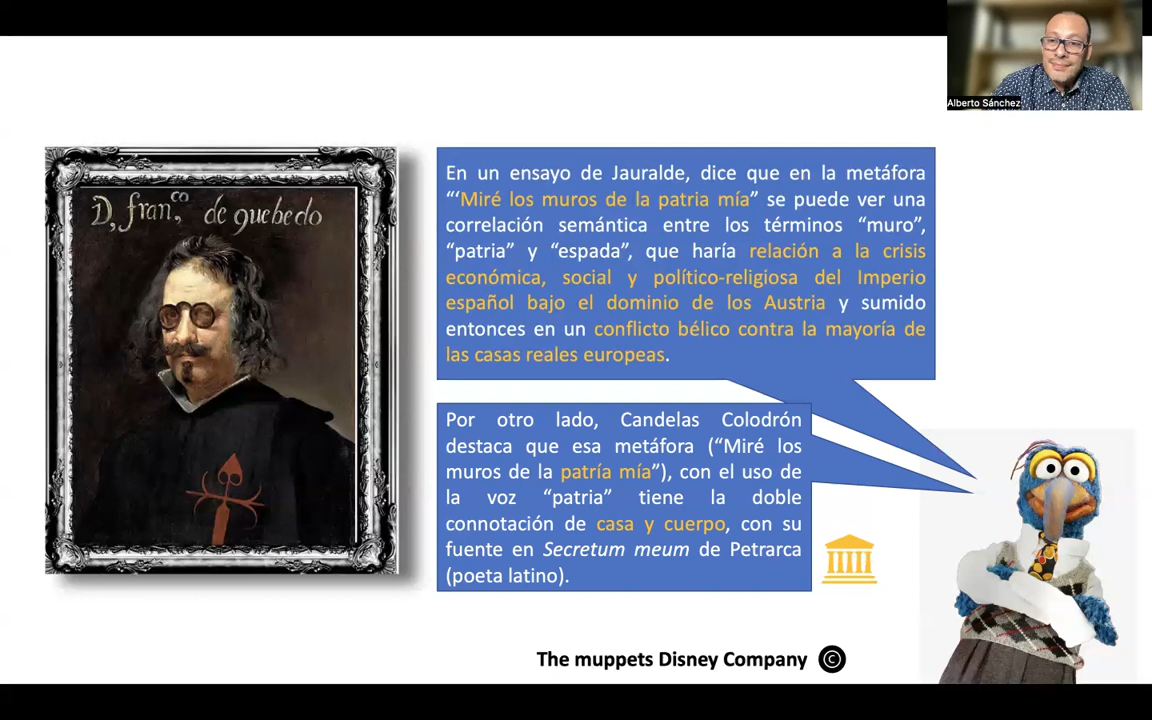 Alberto Sánchez
D, fran,co de quebedo
En un ensayo de Jauralde, dice que en la metáfora
“‘Miré los muros de la patria mía” se puede ver una
correlación semántica entre los términos “muro”,
“patria” y “espada”, que haría relación a la crisis
económica, social y político-religiosa del Imperio
español bajo el dominio de los Austria y sumido
entonces en un conflicto bélico contra la mayoría de
las casas reales europeas.
Por otro lado, Candelas Colodrón
destaca que esa metáfora (“Miré los
muros de la patría mía”), con el uso de
la voz “patria” tiene la doble
connotación de casa y cuerpo, con su
fuente en Secretum meum de Petrarca
(poeta latino).
The muppets Disney Company ©